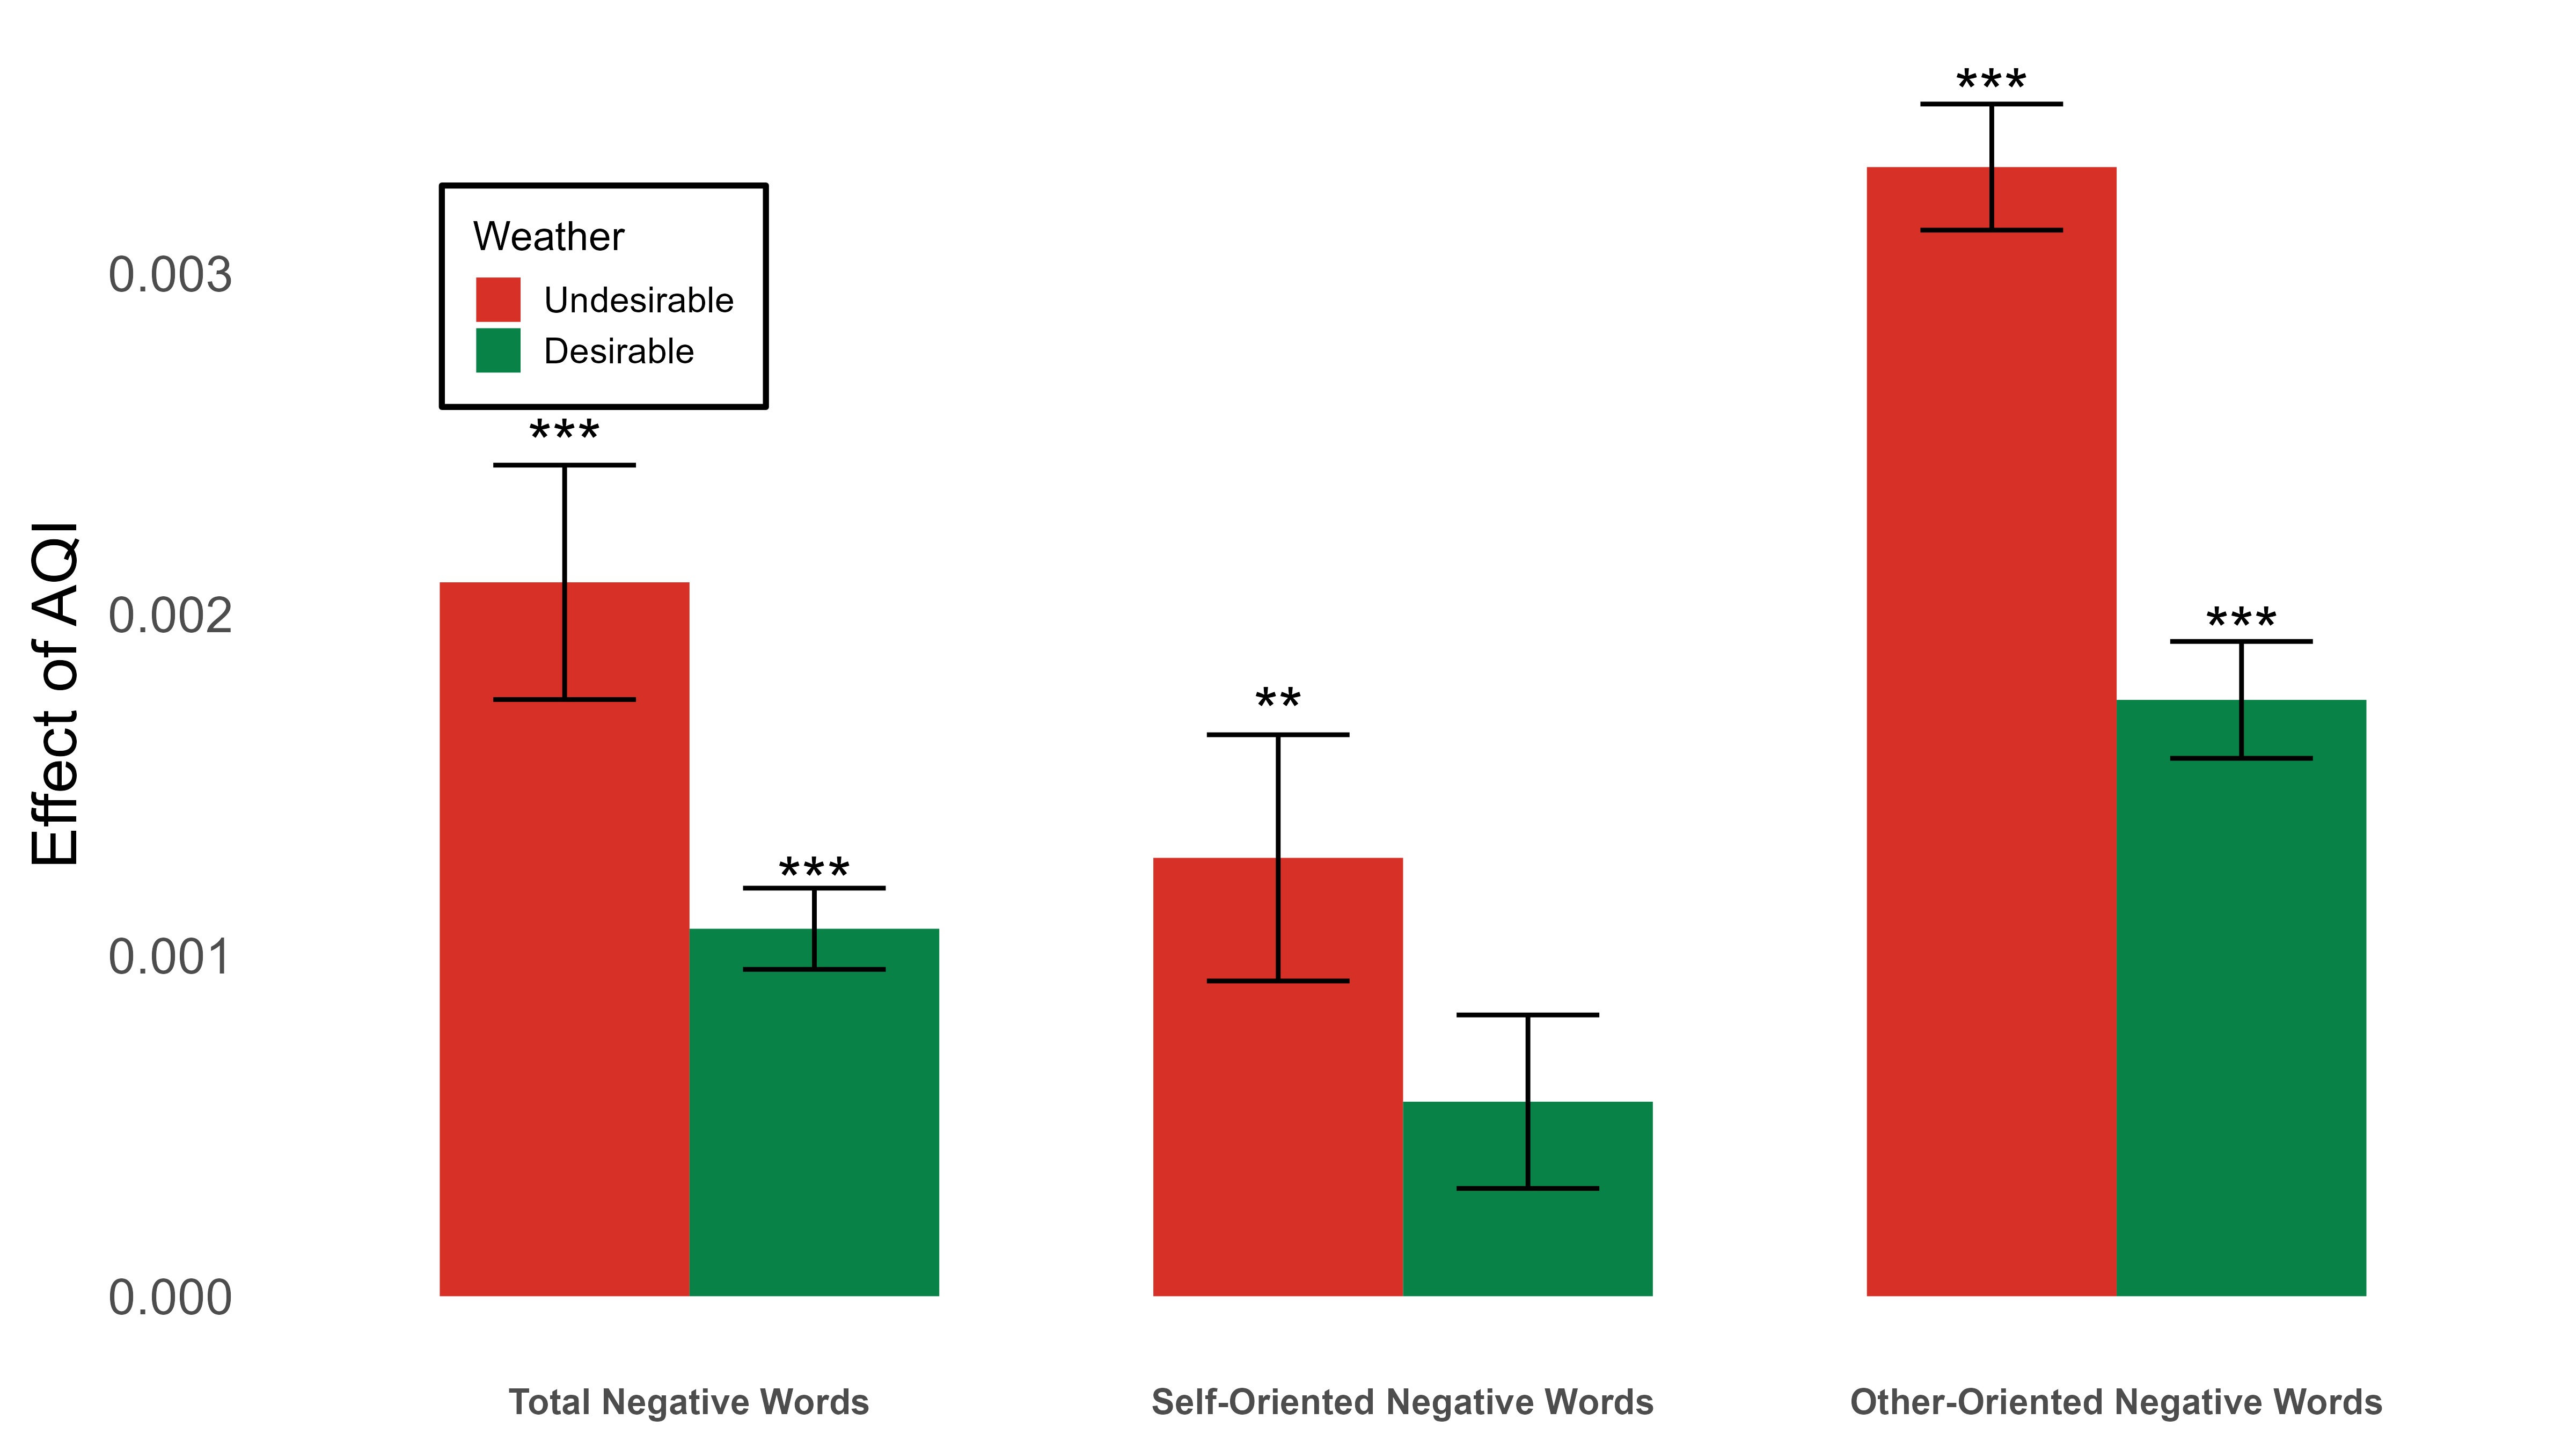 ***
Weather
Undesirable
Desirable
***
***
**
***
***
0.003
0.002
0.001
0.000
Effect of AQI
Total Negative Words
Self-Oriented Negative Words
Other-Oriented Negative Words